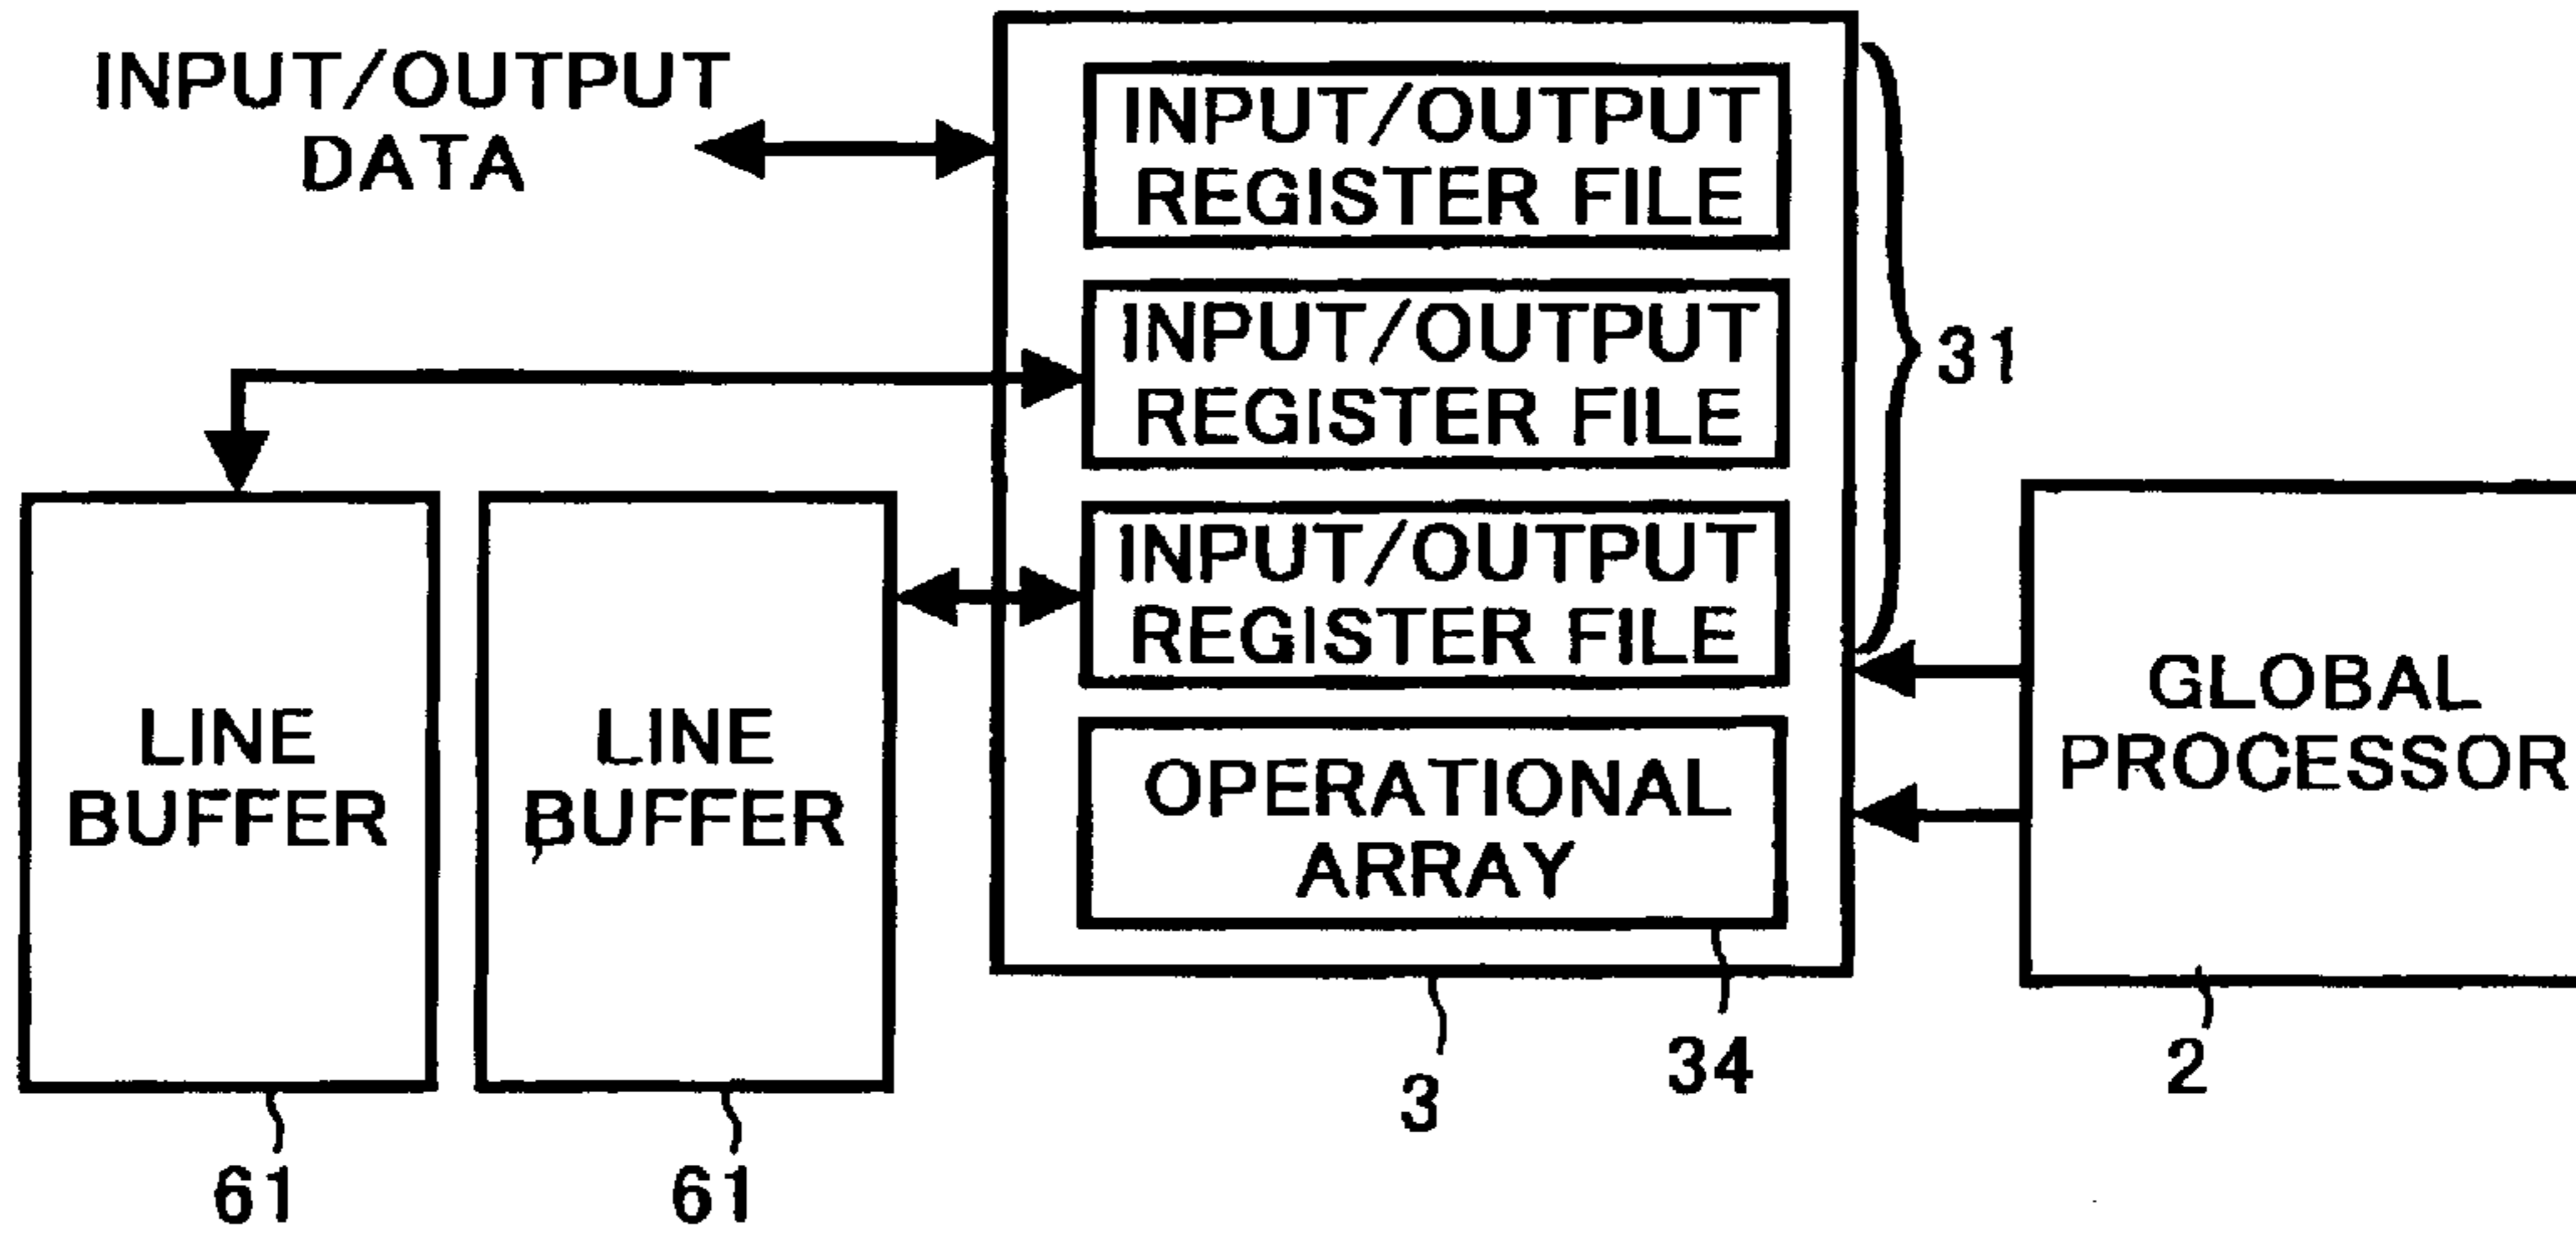 INPUT/OUTPUT
DATA
INPUT/OUTPUT
REGISTER FILE
INPUT/OUTPUT
REGISTER FILE
31
INPUT/OUTPUT
REGISTER FILE
LINE
BUFFER
LINE
BUFFER
OPERATIONAL
ARRAY
GLOBAL
PROCESSOR
61
61
3
34
2